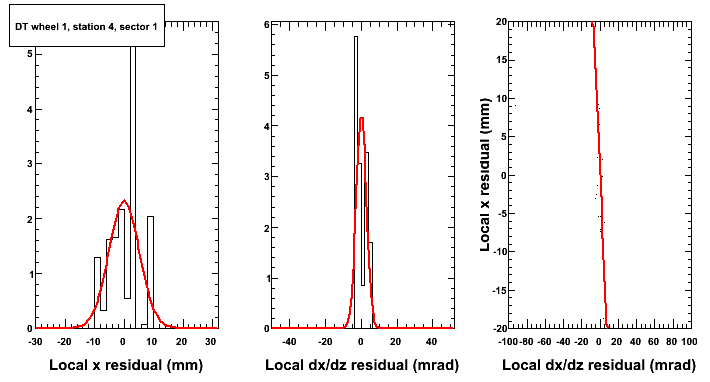 DT wheel 1, station 4, sector 1
5
4
3
2
1
0
-30 -20 -10 0 10 20 30
Local x residual (mm)
6
5
4
3
2
1
0
-40 -20 0 20 40
Local dx/dz residual (mrad)
Local x residual (mm)
20
15
10
5
0
-5
-10
-15
-20
-100 -80 -60 -40 -20 0 20 40 60 80 100
Local dx/dz residual (mrad)